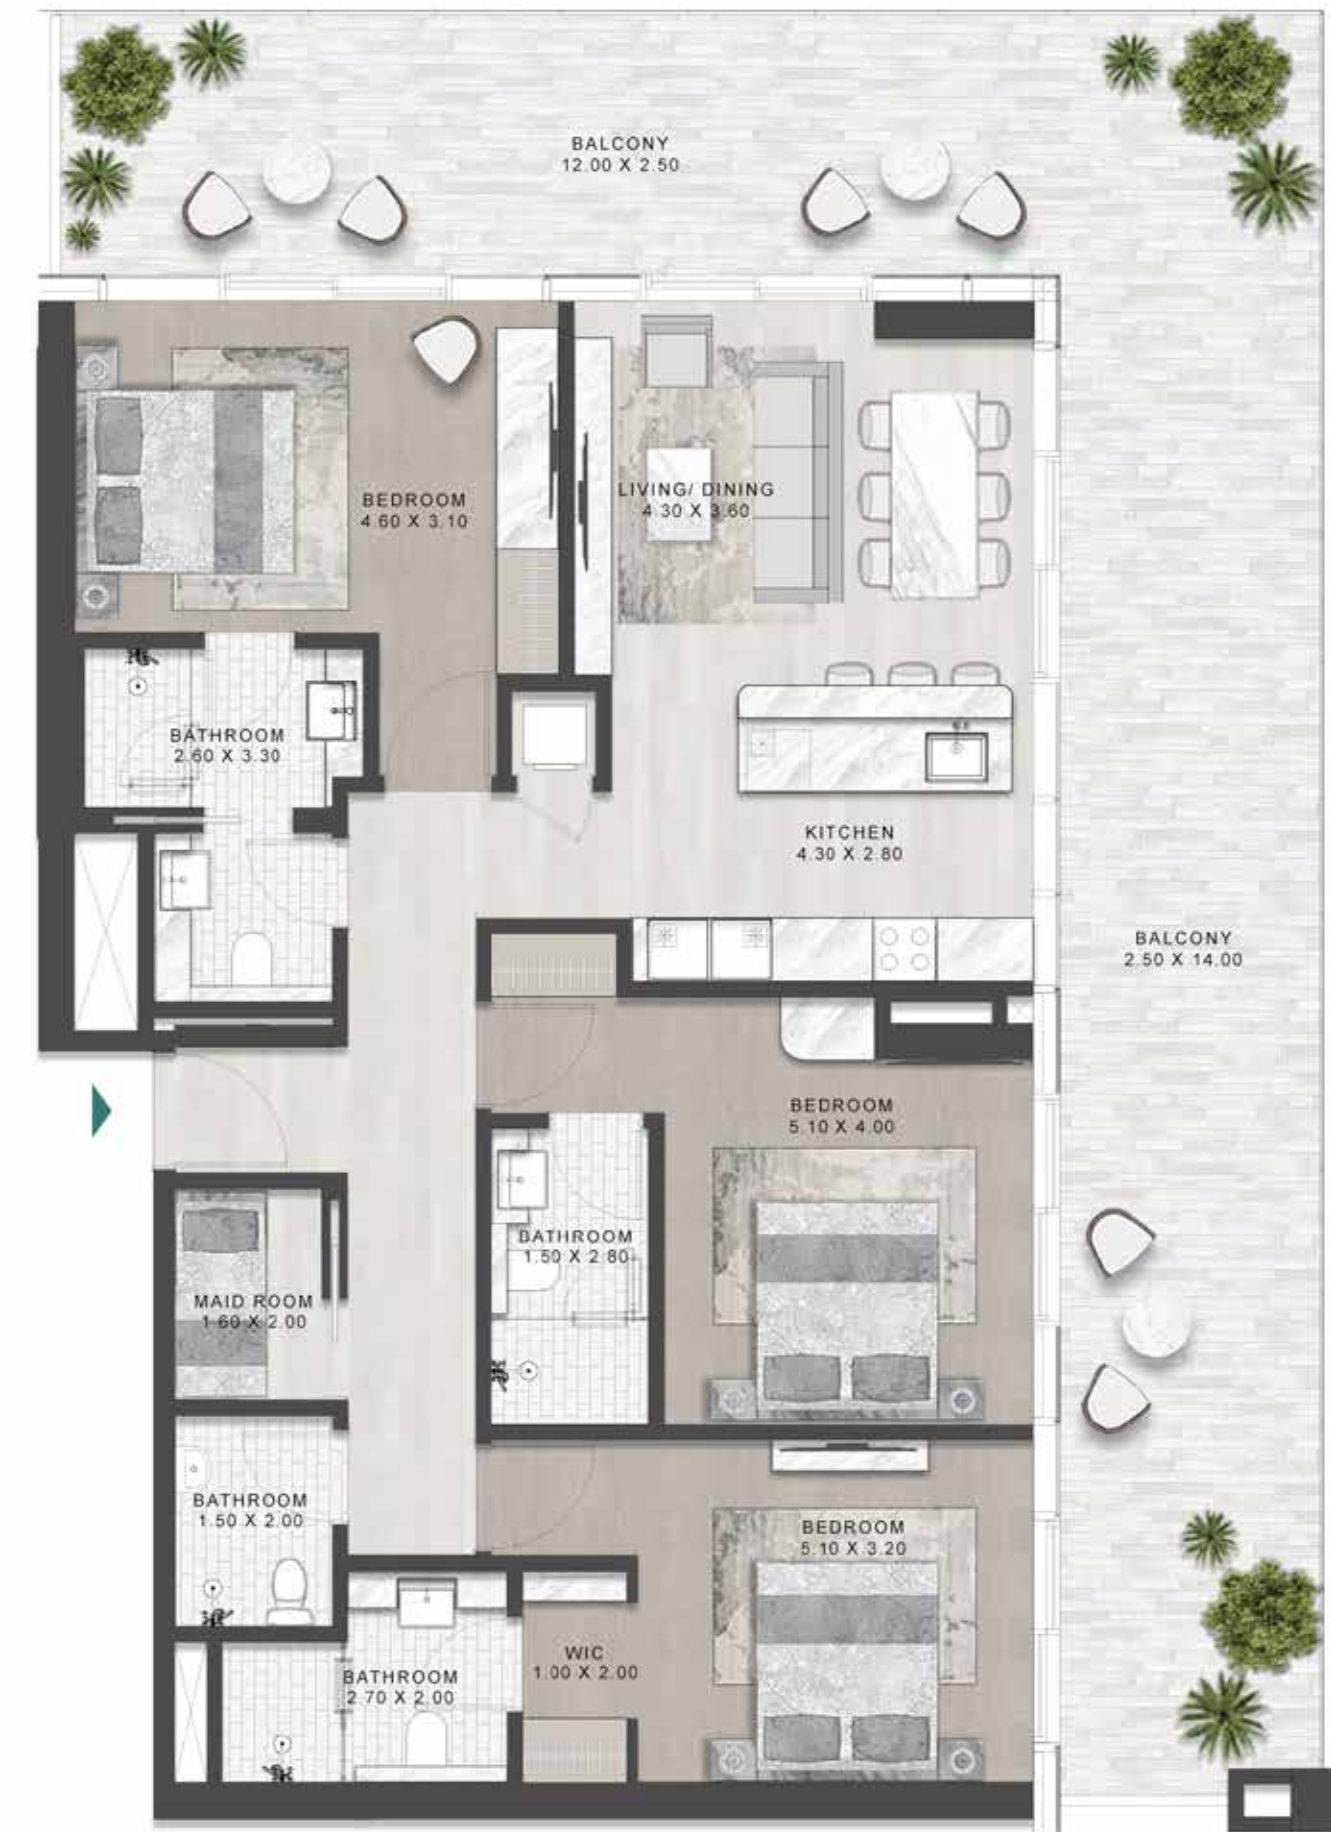 BALCONY
12.00 X 2.50
BEDROOM
4.60 X 3.10
LIVING/ DINING
4.30 X 3.60
BATHROOM
2.60 X 3.30
KITCHEN
4.30 X 2.80
BALCONY
2.50 X 14.00
BEDROOM
5.10 X 4.00
BATHROOM
1.50 X 2.80
MAID ROOM
1.60 X 2.00
BATHROOM
1.50 X 2.00
BEDROOM
5.10 X 3.20
WIC
1.00 X 2.00
BATHROOM
2.70 X 2.00